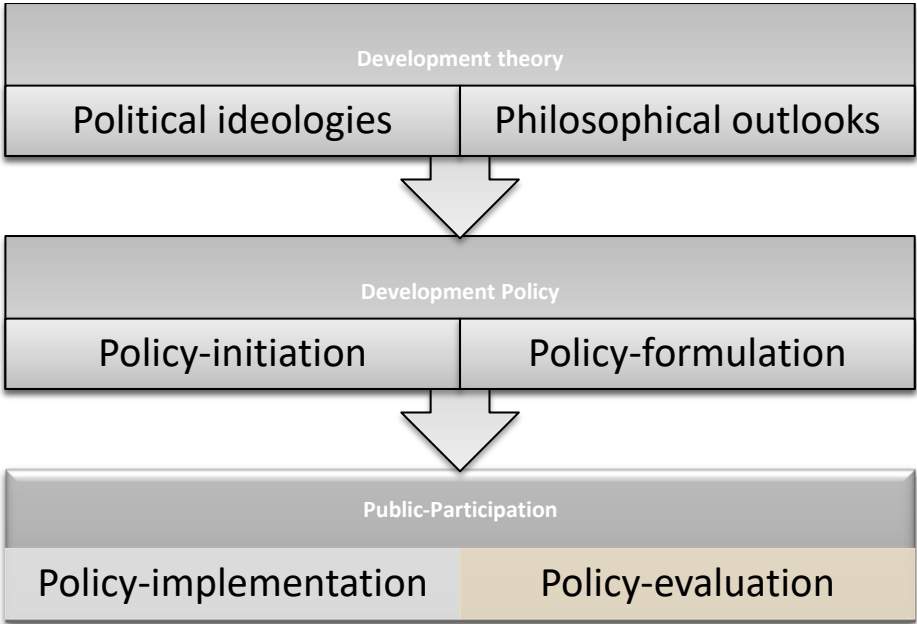 Development theory
Political ideologies
Philosophical outlooks
Development Policy
Policy-initiation
Policy-formulation
Public-Participation
Policy-implementation
Policy-evaluation